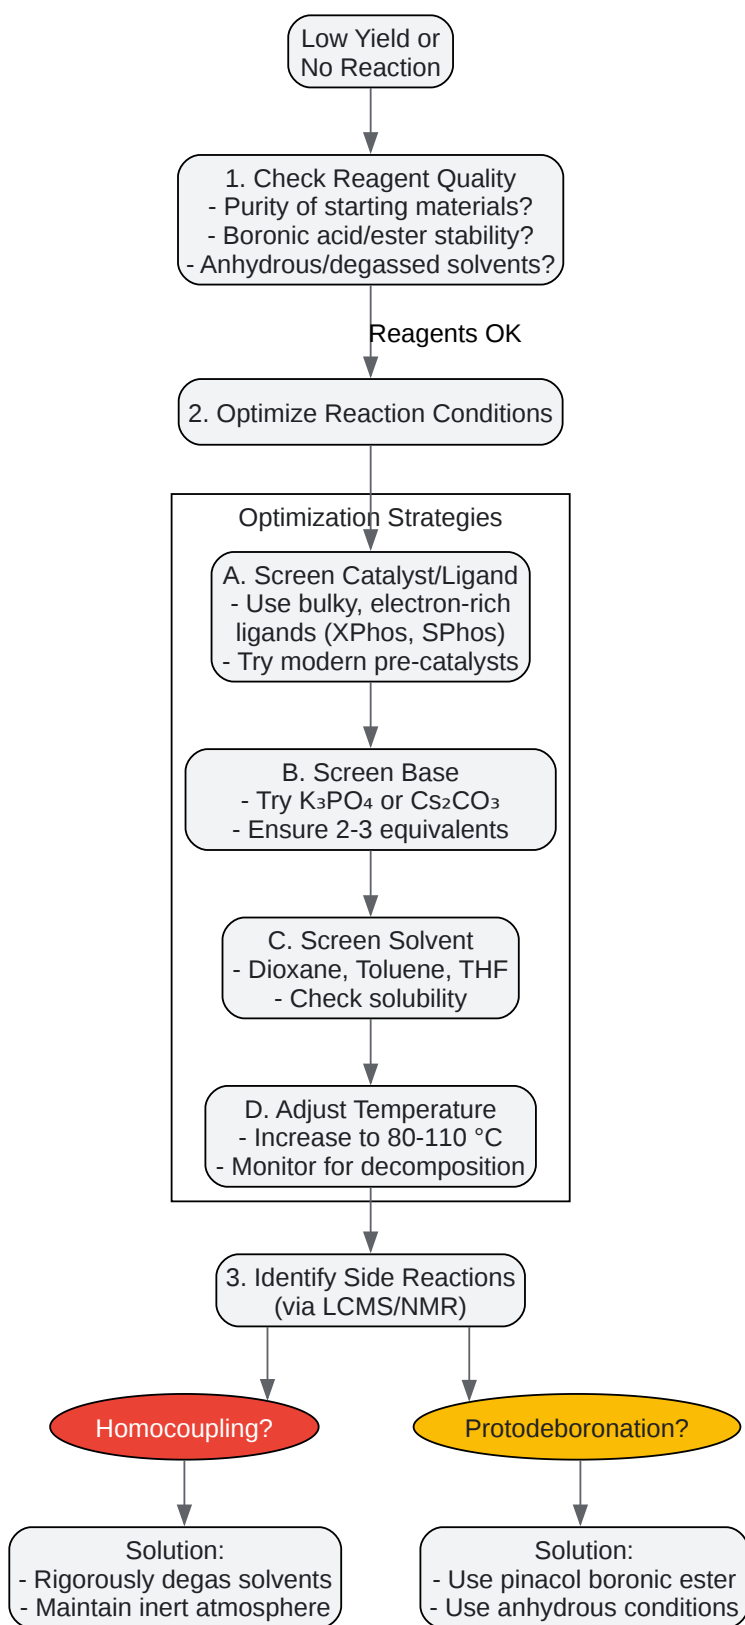 Low Yield or
No Reaction
1. Check Reagent Quality
- Purity of starting materials?
- Boronic acid/ester stability?
- Anhydrous/degassed solvents?
Reagents OK
2. Optimize Reaction Conditions
Optimization Strategies
A. Screen Catalyst/Ligand
- Use bulky, electron-rich
ligands (XPhos, SPhos)
- Try modern pre-catalysts
B. Screen Base
- Try K₃PO₄ or Cs₂CO₃
- Ensure 2-3 equivalents
C. Screen Solvent
- Dioxane, Toluene, THF
- Check solubility
D. Adjust Temperature
- Increase to 80-110 °C
- Monitor for decomposition
3. Identify Side Reactions
(via LCMS/NMR)
Homocoupling?
Protodeboronation?
Solution:
- Rigorously degas solvents
- Maintain inert atmosphere
Solution:
- Use pinacol boronic ester
- Use anhydrous conditions